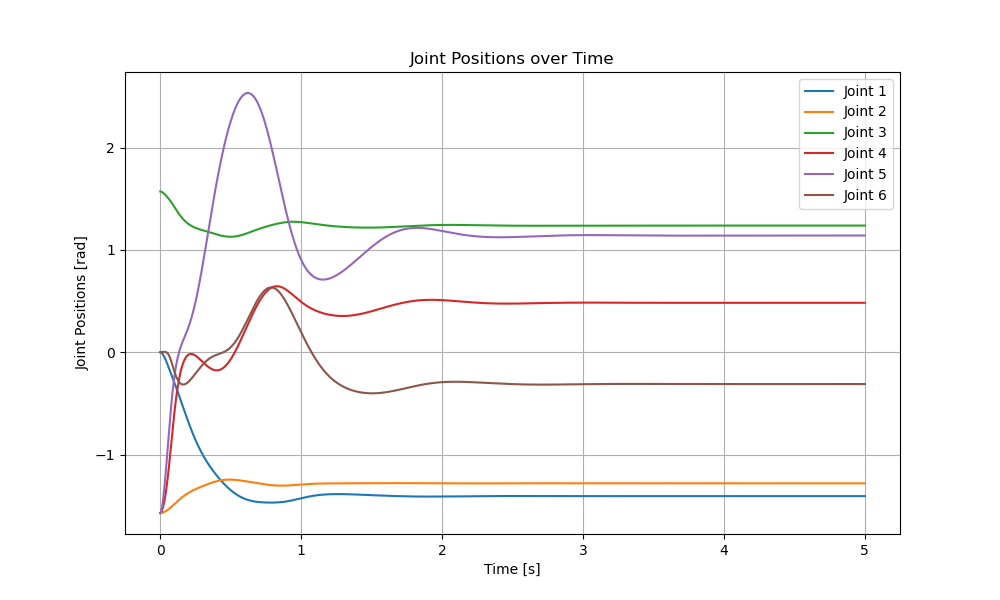 Joint Positions over Time
Joint Positions [rad]
2
1
0
−1
0 1 2 3 4 5
Time [s]
Joint 1
Joint 2
Joint 3
Joint 4
Joint 5
Joint 6